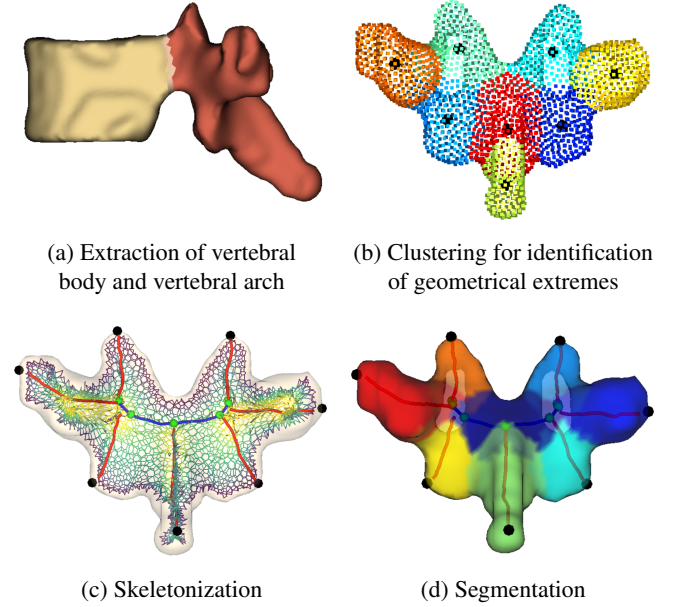 (a) Extraction of vertebral
body and vertebral arch
(b) Clustering for identification
of geometrical extremes
(c) Skeletonization
(d) Segmentation